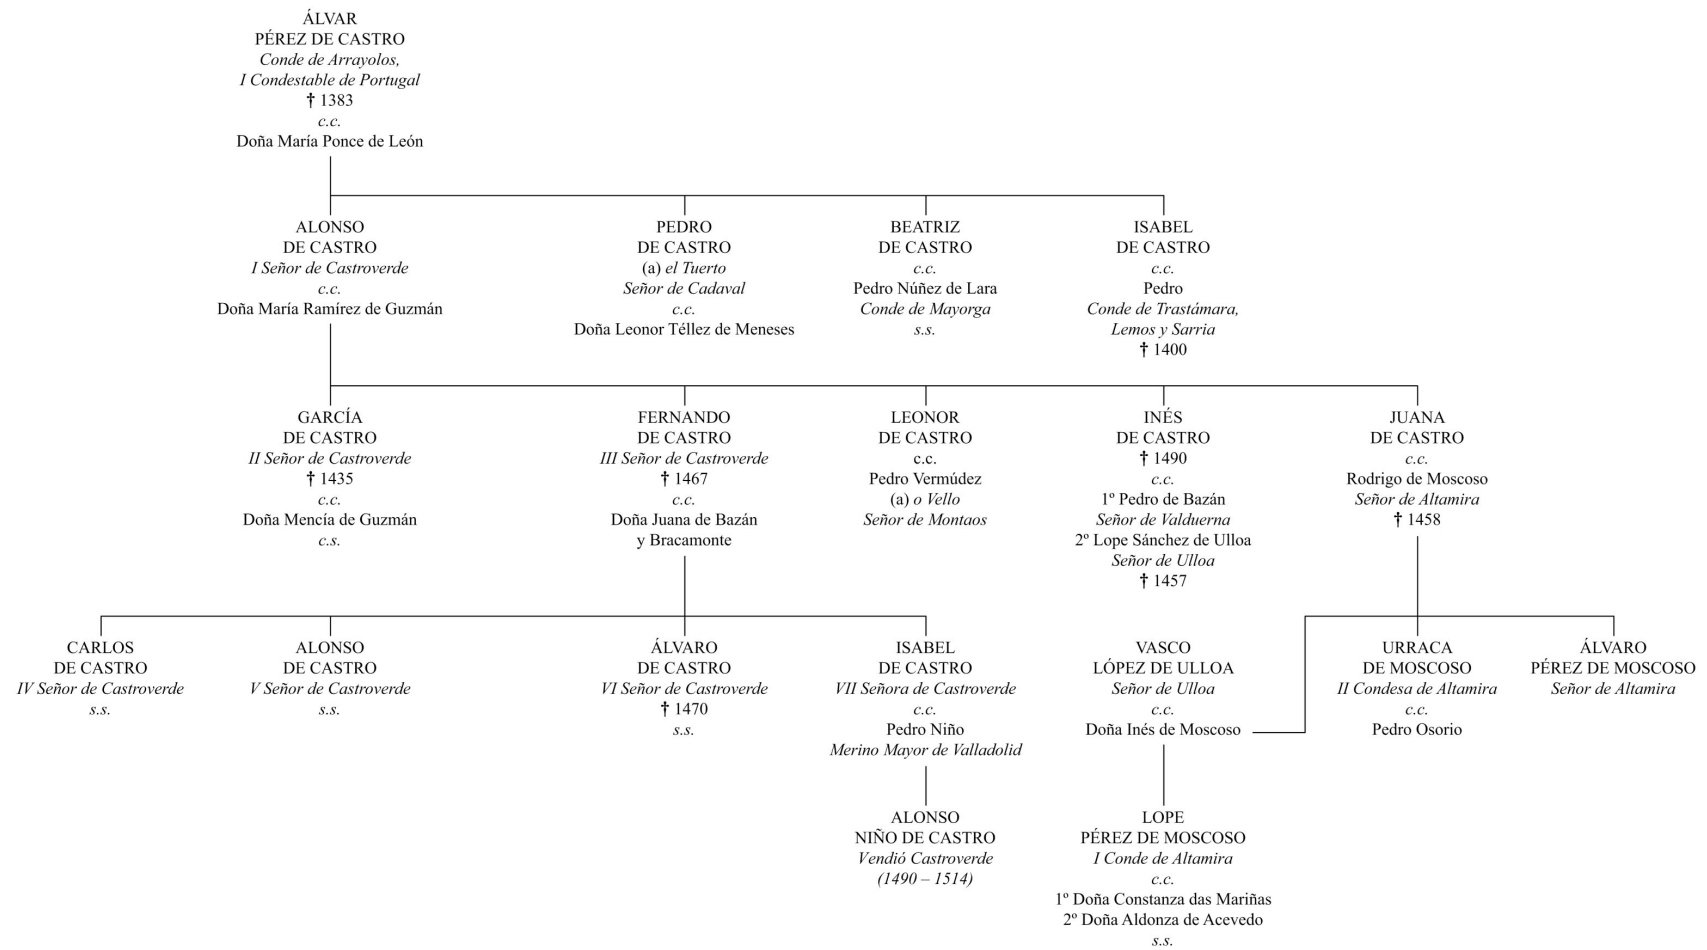 ÁLVAR
PÉREZ DE CASTRO
Conde de Arrayolos,
I Condestable de Portugal
† 1383
c.c.
Doña María Ponce de León
ALONSO
DE CASTRO
I Señor de Castroverde
c.c.
Doña María Ramírez de Guzmán
PEDRO
DE CASTRO
(a) el Tuerto
Señor de Cadaval
c.c.
Doña Leonor Téllez de Meneses
BEATRIZ
DE CASTRO
c.c.
Pedro Núñez de Lara
Conde de Mayorga
s.s.
ISABEL
DE CASTRO
c.c.
Pedro
Conde de Trastámara,
Lemos y Sarria
† 1400
GARCÍA
DE CASTRO
II Señor de Castroverde
† 1435
c.c.
Doña Mencía de Guzmán
c.s.
FERNANDO
DE CASTRO
III Señor de Castroverde
† 1467
c.c.
Doña Juana de Bazán
y Bracamonte
LEONOR
DE CASTRO
c.c.
Pedro Vermúdez
(a) o Vello
Señor de Montaos
INÉS
DE CASTRO
† 1490
c.c.
1º Pedro de Bazán
Señor de Valduerna
2º Lope Sánchez de Ulloa
Señor de Ulloa
† 1457
JUANA
DE CASTRO
c.c.
Rodrigo de Moscoso
Señor de Altamira
† 1458
CARLOS
DE CASTRO
IV Señor de Castroverde
s.s.
ALONSO
DE CASTRO
V Señor de Castroverde
s.s.
ÁLVARO
DE CASTRO
VI Señor de Castroverde
† 1470
s.s.
ISABEL
DE CASTRO
VII Señora de Castroverde
c.c.
Pedro Niño
Merino Mayor de Valladolid
VASCO
LÓPEZ DE ULLOA
Señor de Ulloa
c.c.
Doña Inés de Moscoso
URRACA
DE MOSCOSO
II Condesa de Altamira
c.c.
Pedro Osorio
ÁLVARO
PÉREZ DE MOSCOSO
Señor de Altamira
ALONSO
NIÑO DE CASTRO
Vendió Castroverde
(1490 – 1514)
LOPE
PÉREZ DE MOSCOSO
I Conde de Altamira
c.c.
1º Doña Constanza das Mariñas
2º Doña Aldonza de Acevedo
s.s.